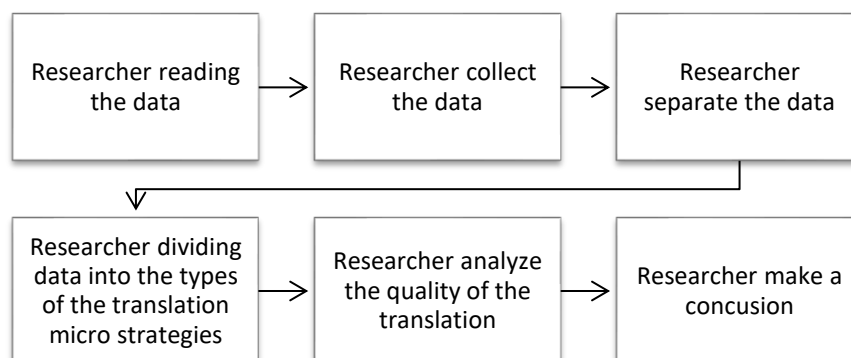 Researcher reading
the data
Researcher collect
the data
Researcher
separate the data
Researcher dividing
data into the types
of the translation
micro strategies
Researcher analyze
the quality of the
translation
Researcher make a
concusion